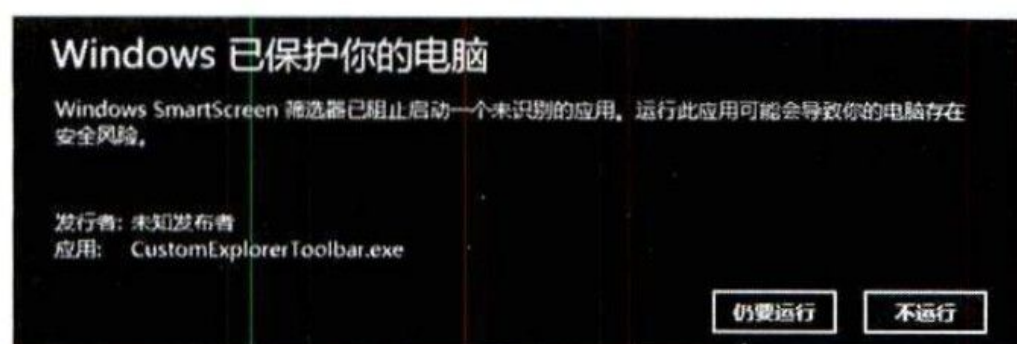 Windows 已保护你的电脑
Windows SmartScreen 筛选器已阻止启动一个未识别的应用。运行此应用可能会导致你的电脑存在
安全风险。
发行者: 未知发布者
应用: CustomExplorerToolbar.exe
仍要运行 不运行